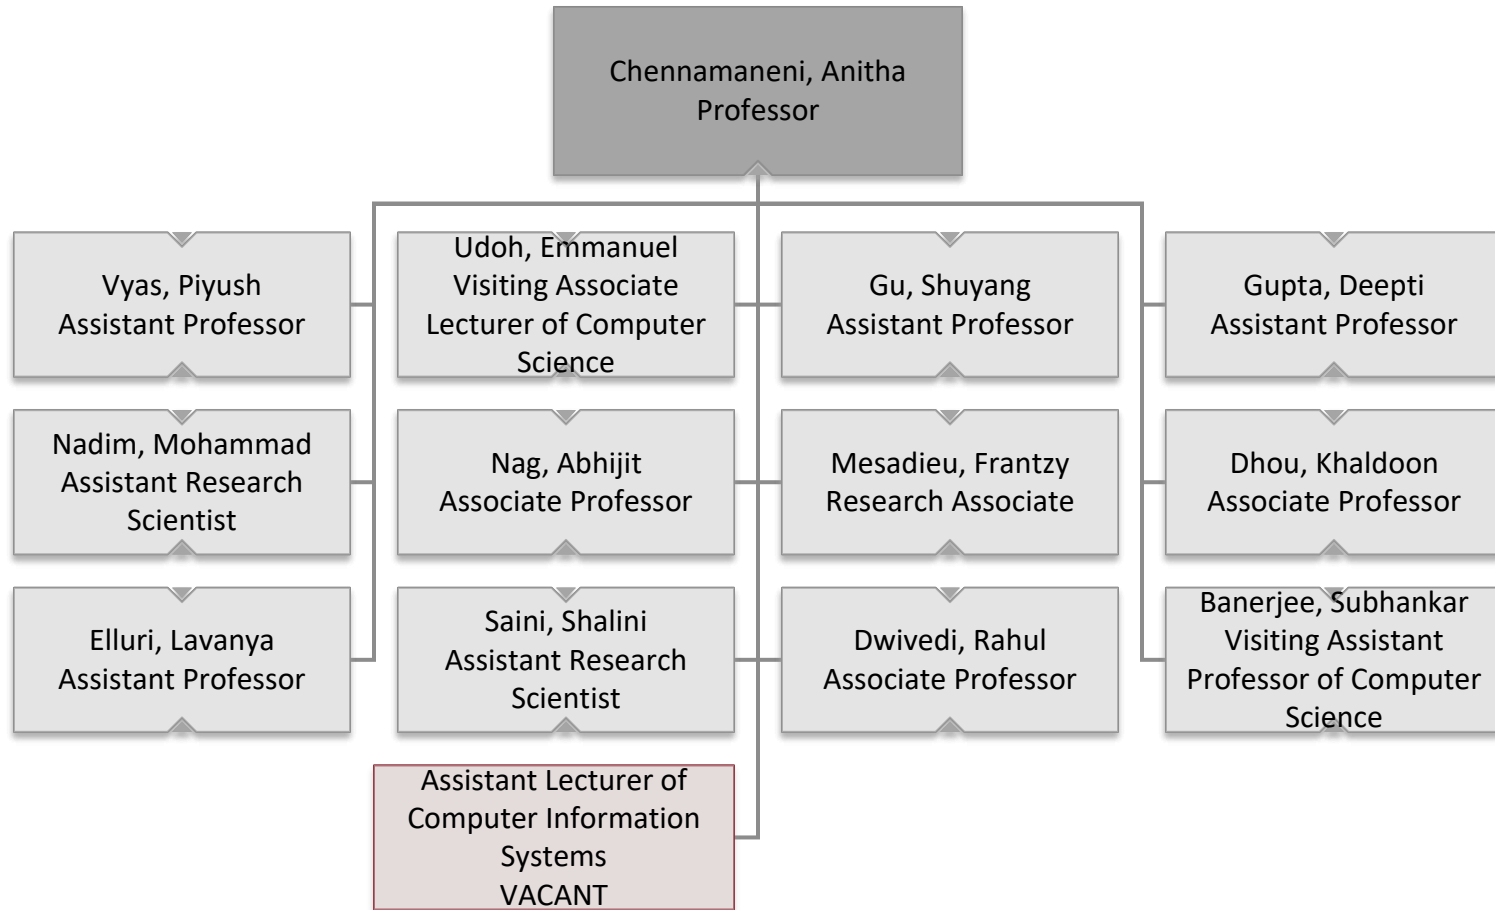 Chennamaneni, Anitha
Professor
Vyas, Piyush
Assistant Professor
Udoh, Emmanuel
Visiting Associate
Lecturer of Computer
Science
Gu, Shuyang
Assistant Professor
Gupta, Deepti
Assistant Professor
Nadim, Mohammad
Assistant Research
Scientist
Nag, Abhijit
Associate Professor
Mesadieu, Frantzy
Research Associate
Dhou, Khaldoon
Associate Professor
Elluri, Lavanya
Assistant Professor
Saini, Shalini
Assistant Research
Scientist
Dwivedi, Rahul
Associate Professor
Banerjee, Subhankar
Visiting Assistant
Professor of Computer
Science
Assistant Lecturer of
Computer Information
Systems
VACANT